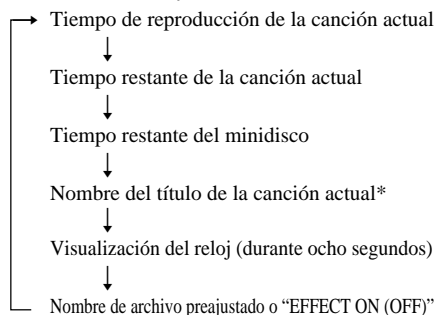 Tiempo de reproducción de la canción actual
Tiempo restante de la canción actual
Tiempo restante del minidisco
Nombre del título de la canción actual*
Visualización del reloj (durante ocho segundos)
Nombre de archivo preajustado o “EFFECT ON (OFF)”